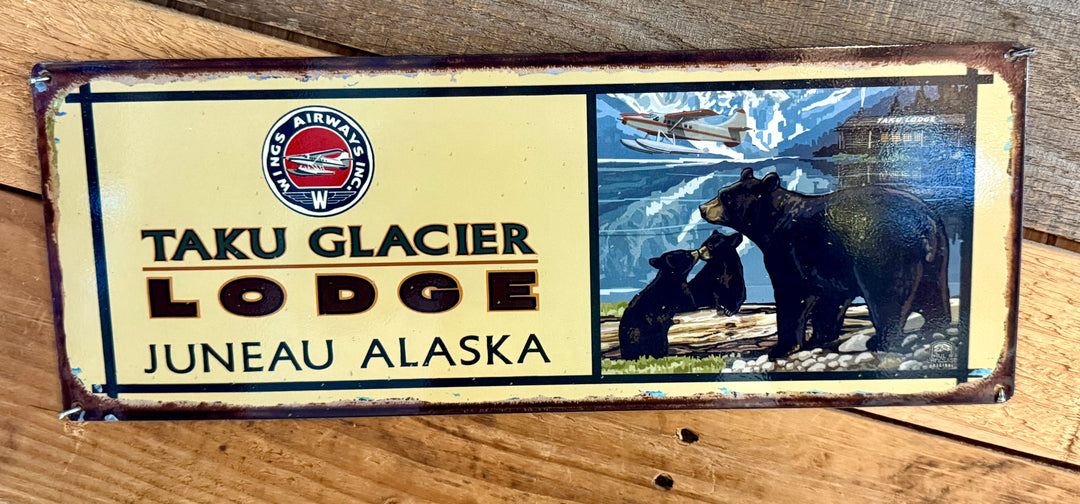 WINGS AIRWAYS INC.
W
TAKU GLACIER
LODGE
JUNEAU ALASKA
TAKU LODGE